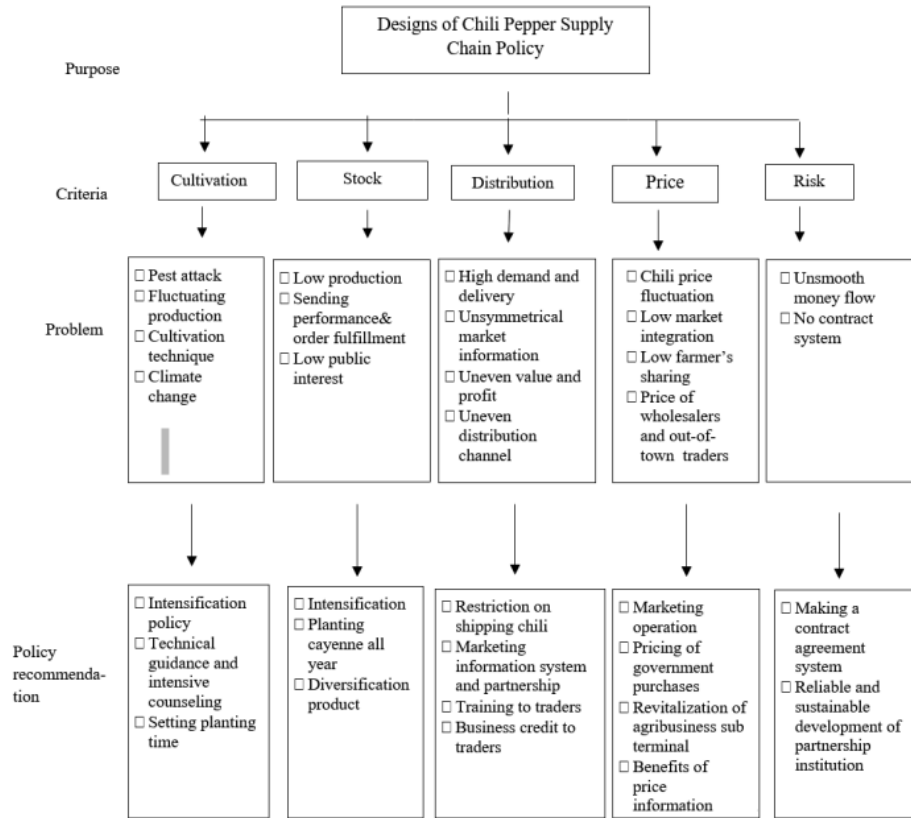 Designs of Chili Pepper Supply
Chain Policy
Purpose
Criteria
Cultivation
Stock
Distribution
Price
Risk
Problem
□ Pest attack
□ Fluctuating
production
□ Cultivation
technique
□ Climate
change
□ Low production
□ Sending
performance&
order fulfillment
□ Low public
interest
□ High demand and
delivery
□ Unsymmetrical
market
information
□ Uneven value and
profit
□ Uneven
distribution
channel
□ Chili price
fluctuation
□ Low market
integration
□ Low farmer's
sharing
□ Price of
wholesalers
and out-of-
town traders
□ Unsmooth
money flow
□ No contract
system
Policy
recommenda-
tion
□ Intensification
policy
□ Technical
guidance and
intensive
counseling
□ Setting planting
time
□ Intensification
□ Planting
cayenne all
year
□ Diversification
product
□ Restriction on
shipping chili
□ Marketing
information system
and partnership
□ Training to traders
□ Business credit to
traders
□ Marketing
operation
□ Pricing of
government
purchases
□ Revitalization of
agribusiness sub
terminal
□ Benefits of
price
information
□ Making a
contract
agreement
system
□ Reliable and
sustainable
development of
partnership
institution